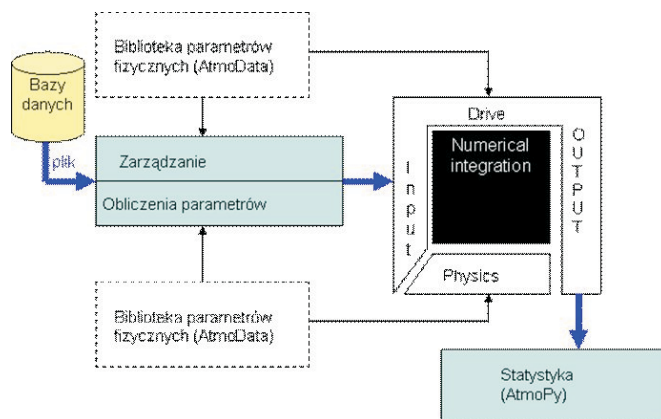 Biblioteka parametrów
fizycznych (AtmoData)
Bazy
danych
plik
Zarządzanie
Obliczenia parametrów
Drive
Input
Numerical
integration
OUTPUT
Physics
Biblioteka parametrów
fizycznych (AtmoData)
Statystyka
(AtmoPy)